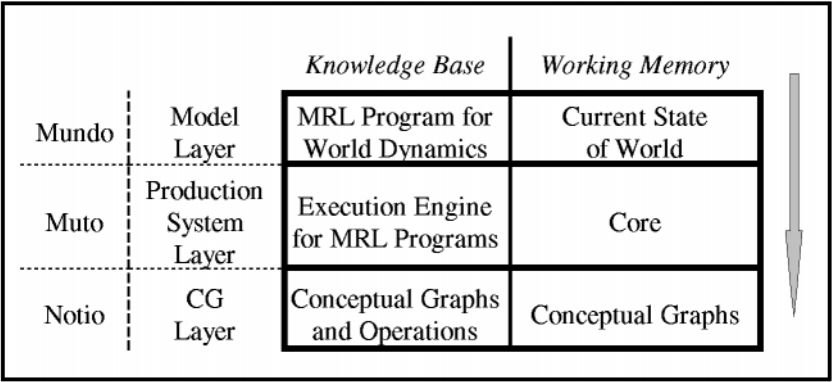 Knowledge Base
Working Memory
Mundo
Model
Layer
MRL Program for
World Dynamics
Current State
of World
Muto
Production
System
Layer
Execution Engine
for MRL Programs
Core
Notio
CG
Layer
Conceptual Graphs
and Operations
Conceptual Graphs